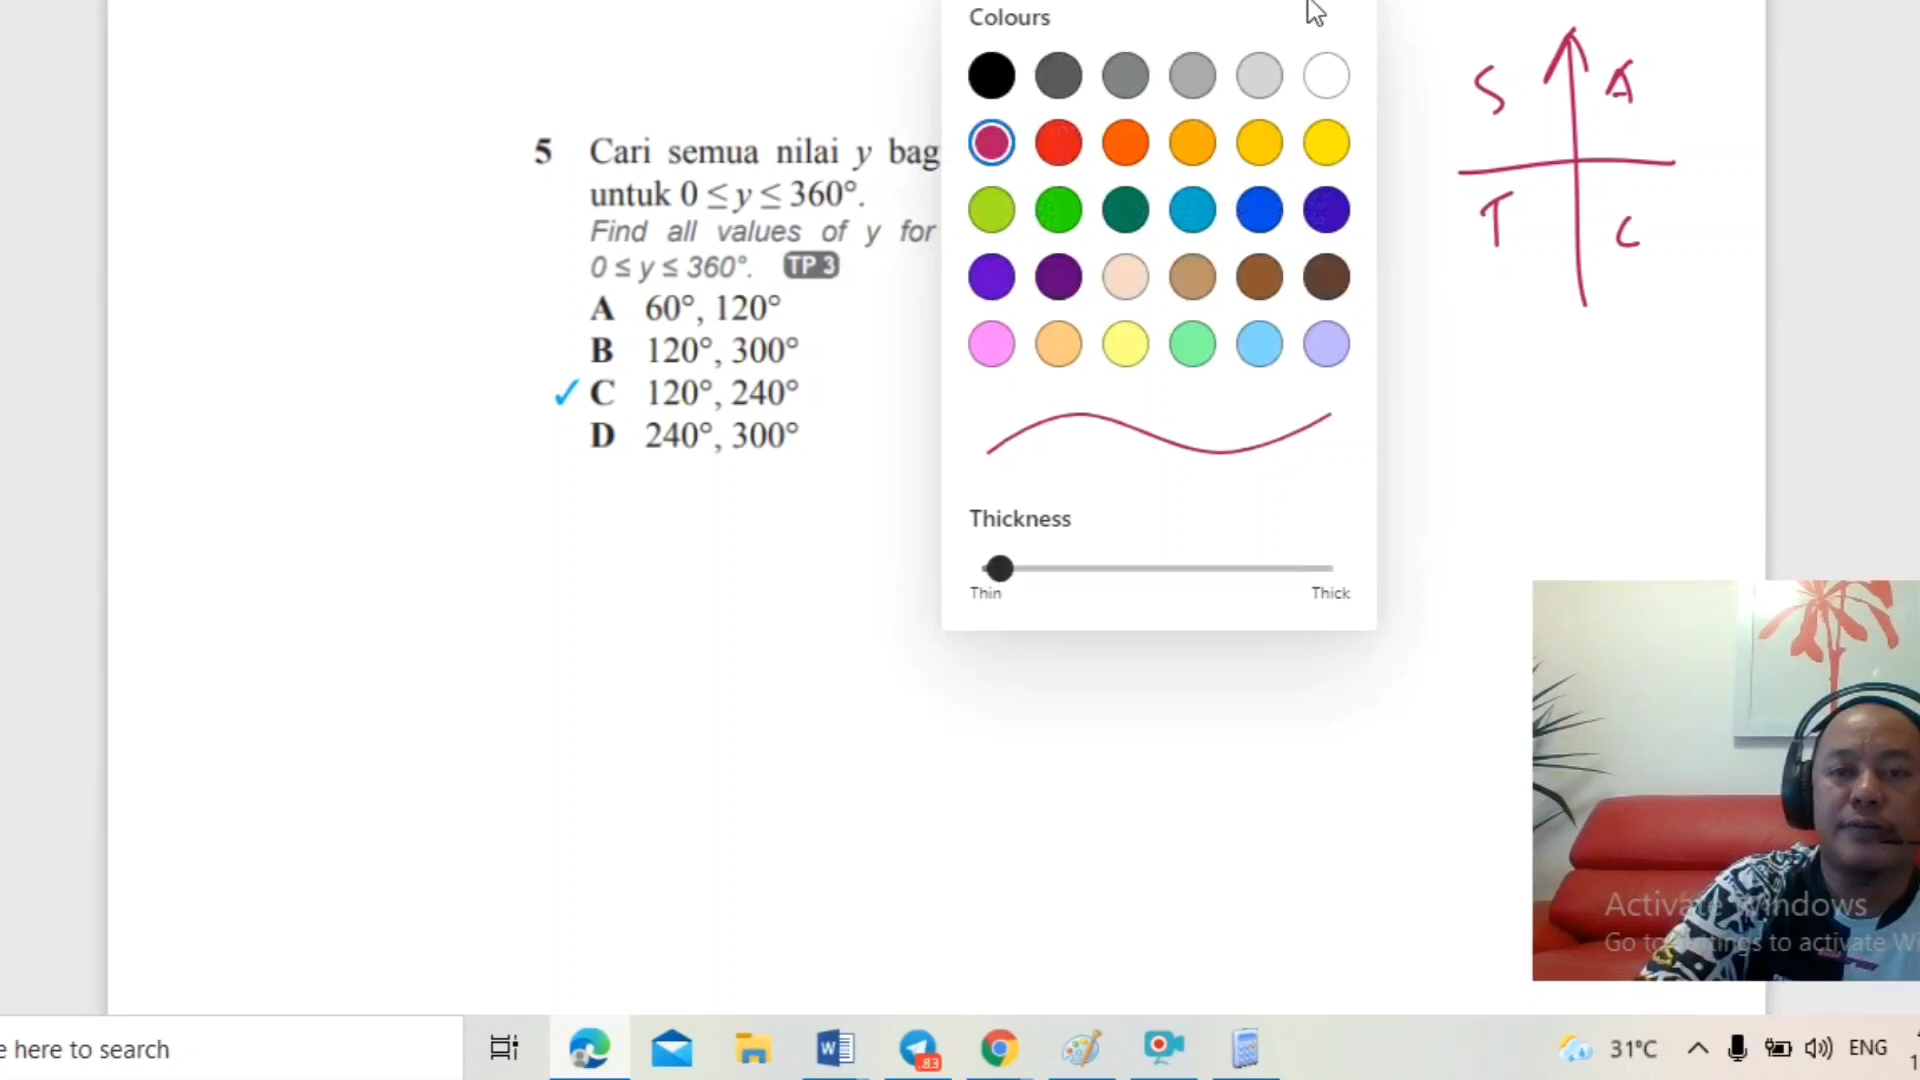 Colours
S A
5 Cari semua nilai y bag
untuk 0 ≤ y ≤ 360°.
T C
Find all values of y for
0 ≤ y ≤ 360°. TP 3
A 60°, 120°
B 120°, 300°
✓ C 120°, 240°
D 240°, 300°
Thickness
Thin Thick
Activate Windows
Go to Settings to activate Wi
e here to search
83
31°C
ENG